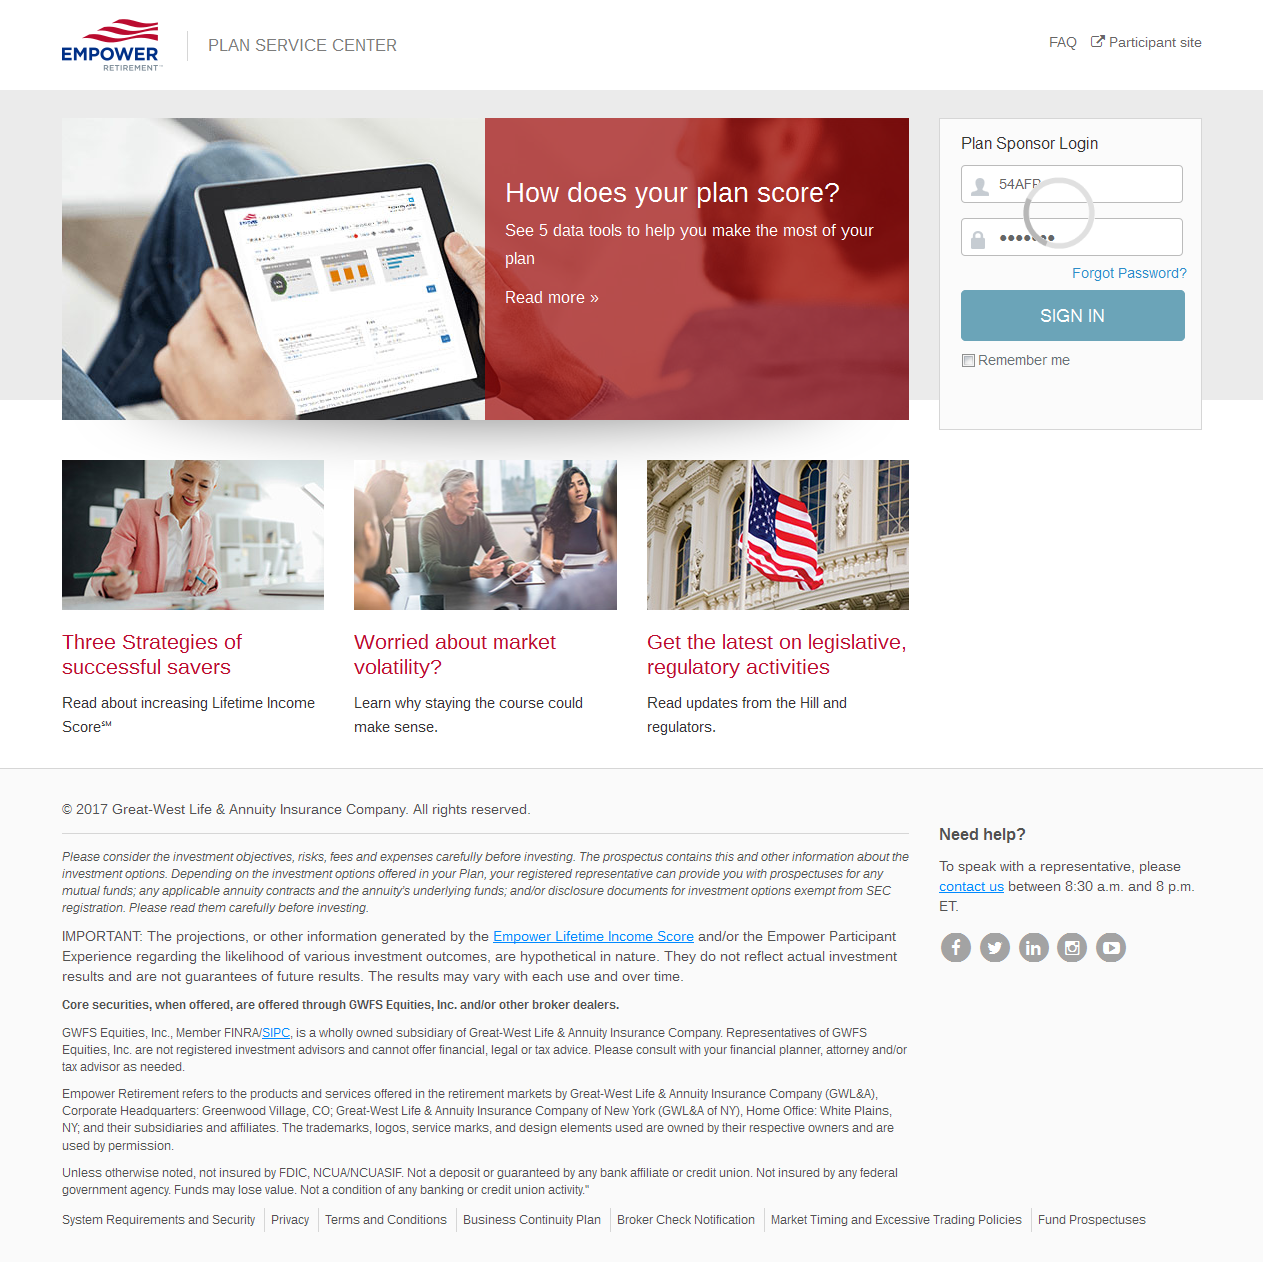 EMPOWER
RETIREMENT
PLAN SERVICE CENTER
FAQ
Participant site
How does your plan score?
See 5 data tools to help you make the most of your
plan
Read more »
Plan Sponsor Login
Forgot Password?
SIGN IN
Remember me
Three Strategies of
successful savers
Read about increasing Lifetime Income
Score℠
Worried about market
volatility?
Learn why staying the course could
make sense.
Get the latest on legislative,
regulatory activities
Read updates from the Hill and
regulators.
© 2017 Great-West Life & Annuity Insurance Company. All rights reserved.
Please consider the investment objectives, risks, fees and expenses carefully before investing. The prospectus contains this and other information about the
investment options. Depending on the investment options offered in your Plan, your registered representative can provide you with prospectuses for any
mutual funds; any applicable annuity contracts and the annuity's underlying funds; and/or disclosure documents for investment options exempt from SEC
registration. Please read them carefully before investing.
IMPORTANT: The projections, or other information generated by the Empower Lifetime Income Score and/or the Empower Participant
Experience regarding the likelihood of various investment outcomes, are hypothetical in nature. They do not reflect actual investment
results and are not guarantees of future results. The results may vary with each use and over time.
Core securities, when offered, are offered through GWFS Equities, Inc. and/or other broker dealers.
GWFS Equities, Inc., Member FINRA/SIPC, is a wholly owned subsidiary of Great-West Life & Annuity Insurance Company. Representatives of GWFS
Equities, Inc. are not registered investment advisors and cannot offer financial, legal or tax advice. Please consult with your financial planner, attorney and/or
tax advisor as needed.
Empower Retirement refers to the products and services offered in the retirement markets by Great-West Life & Annuity Insurance Company (GWL&A),
Corporate Headquarters: Greenwood Village, CO; Great-West Life & Annuity Insurance Company of New York (GWL&A of NY), Home Office: White Plains,
NY; and their subsidiaries and affiliates. The trademarks, logos, service marks, and design elements used are owned by their respective owners and are
used by permission.
Unless otherwise noted, not insured by FDIC, NCUA/NCUASIF. Not a deposit or guaranteed by any bank affiliate or credit union. Not insured by any federal
government agency. Funds may lose value. Not a condition of any banking or credit union activity."
Need help?
To speak with a representative, please
contact us between 8:30 a.m. and 8 p.m.
ET.
System Requirements and Security
Privacy
Terms and Conditions
Business Continuity Plan
Broker Check Notification
Market Timing and Excessive Trading Policies
Fund Prospectuses